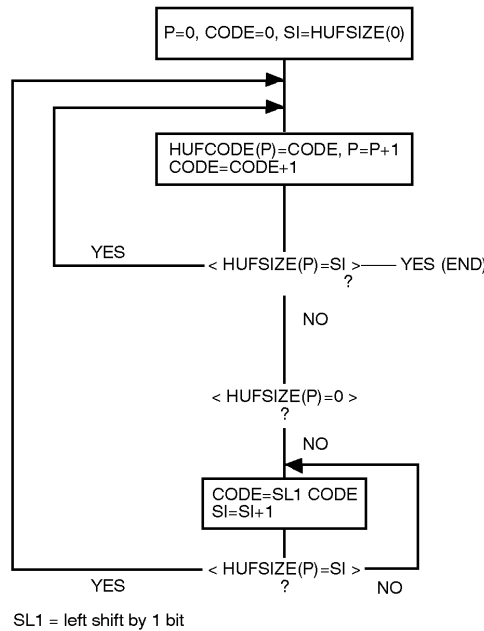 P=0, CODE=0, SI=HUFSIZE(0)
HUFCODE(P)=CODE, P=P+1
CODE=CODE+1
YES
< HUFSIZE(P)=SI > YES (END)
?
NO
< HUFSIZE(P)=0 >
?
NO
CODE=SL1 CODE
SI=SI+1
< HUFSIZE(P)=SI >
?
YES
NO
SL1 = left shift by 1 bit